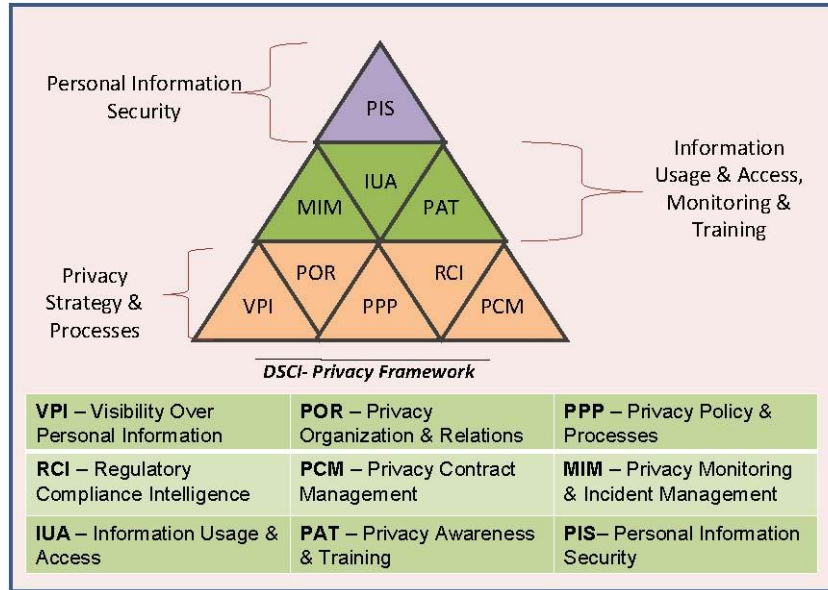 Personal Information
Security
PIS
Information
Usage & Access,
Monitoring &
Training
IUA
MIM
PAT
Privacy
Strategy &
Processes
POR
RCI
VPI
PPP
PCM
DSCI- Privacy Framework
VPI – Visibility Over
Personal Information
POR – Privacy
Organization & Relations
PPP – Privacy Policy &
Processes
RCI – Regulatory
Compliance Intelligence
PCM – Privacy Contract
Management
MIM – Privacy Monitoring
& Incident Management
IUA – Information Usage &
Access
PAT – Privacy Awareness
& Training
PIS– Personal Information
Security